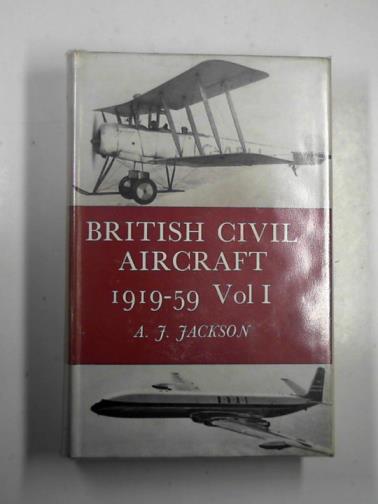 BRITISH CIVIL
AIRCRAFT
1919-59 Vol I
A. J. JACKSON